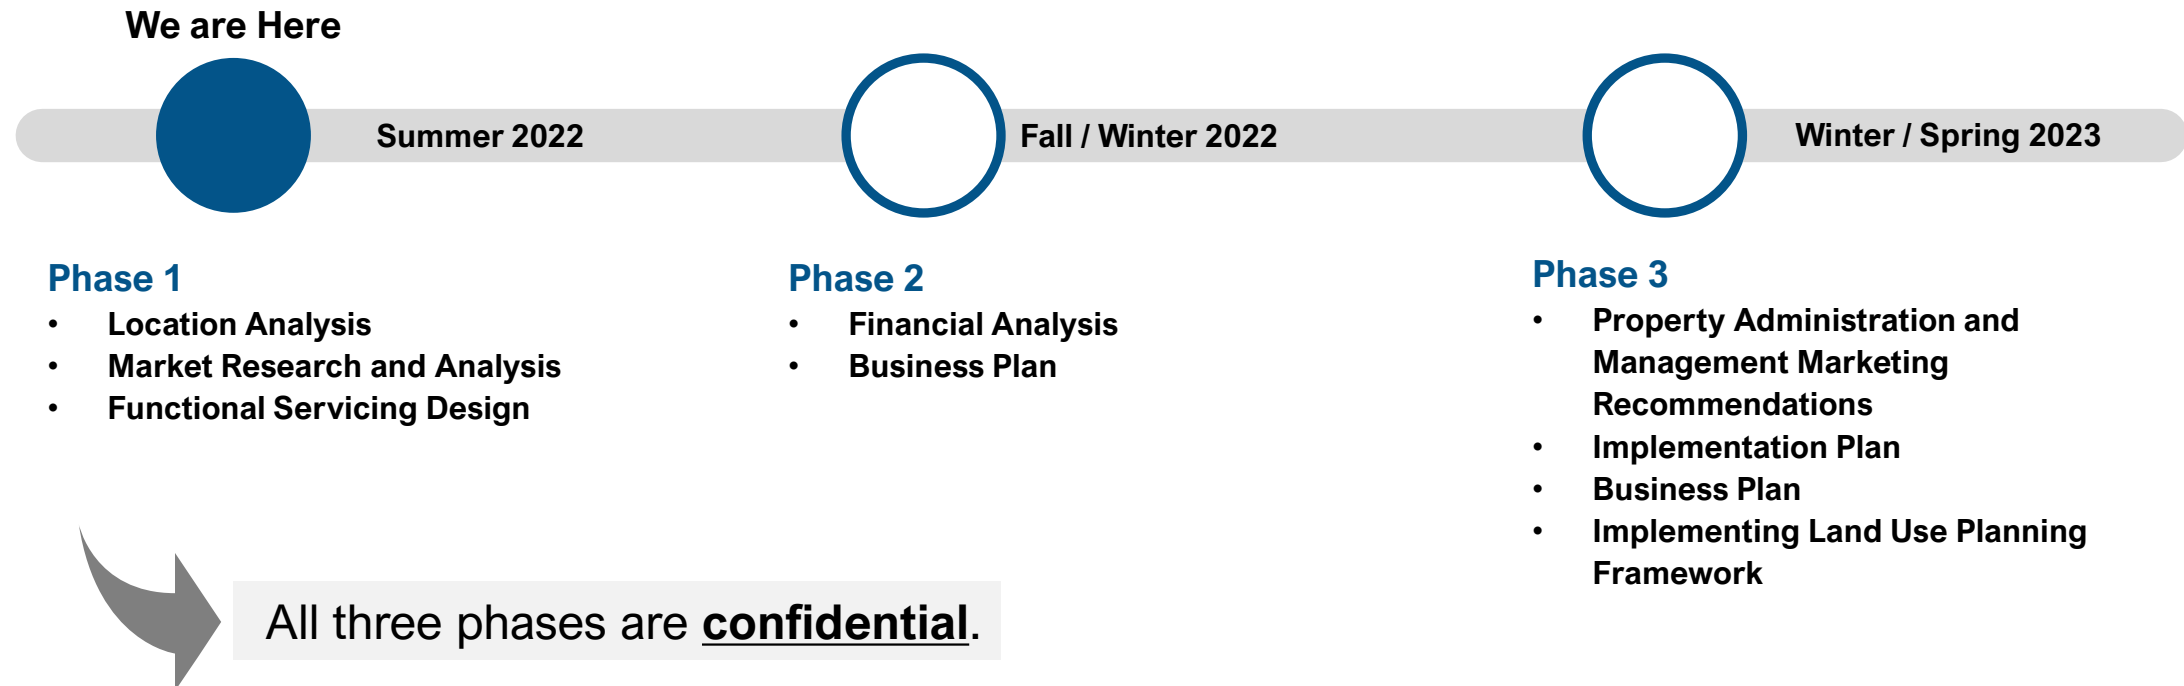 We are Here
Summer 2022
Fall / Winter 2022
Winter / Spring 2023
Phase 1
• Location Analysis
• Market Research and Analysis
• Functional Servicing Design
Phase 2
• Financial Analysis
• Business Plan
Phase 3
• Property Administration and
Management Marketing
Recommendations
• Implementation Plan
• Business Plan
• Implementing Land Use Planning
Framework
All three phases are confidential.